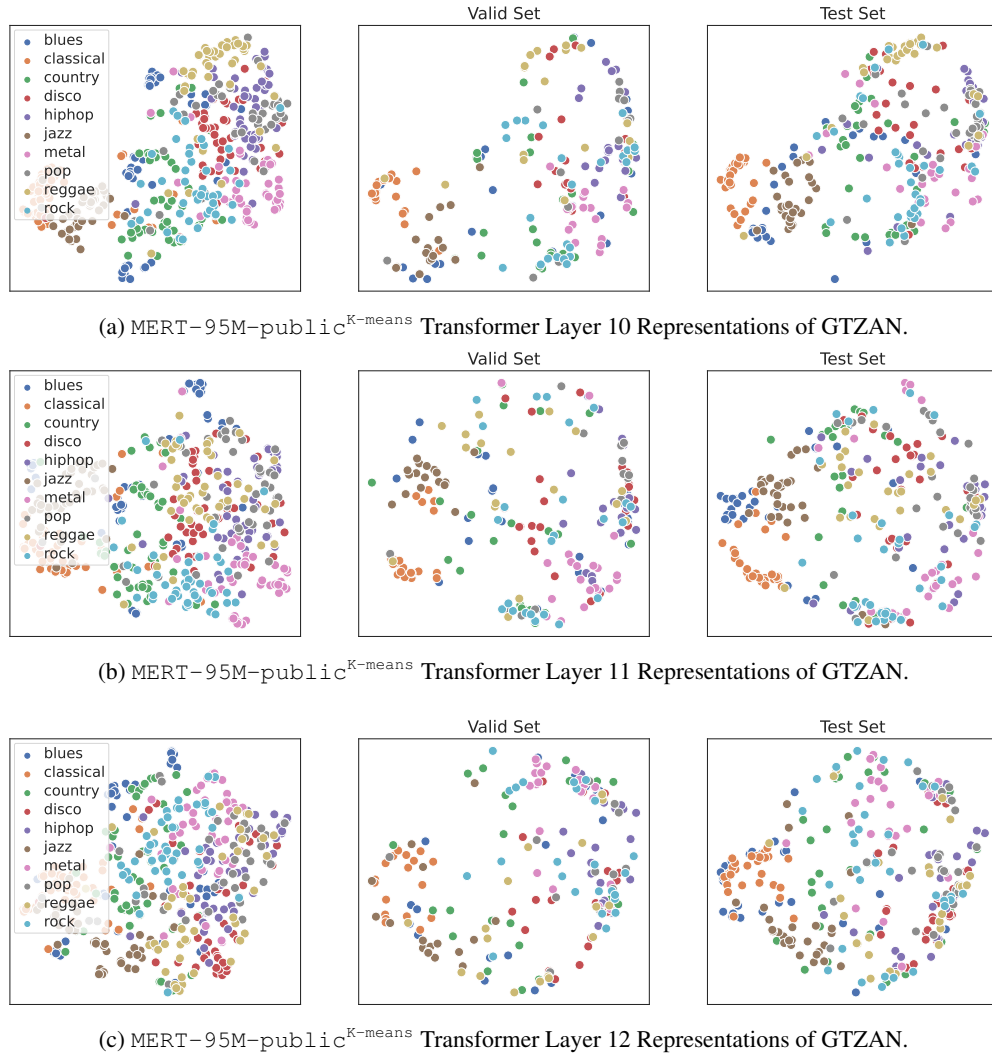 Valid Set
Test Set
blues
classical
country
disco
hiphop
jazz
metal
pop
reggae
rock
(a) MERT-95M-public^K-means Transformer Layer 10 Representations of GTZAN.
Valid Set
Test Set
blues
classical
country
disco
hiphop
jazz
metal
pop
reggae
rock
(b) MERT-95M-public^K-means Transformer Layer 11 Representations of GTZAN.
Valid Set
Test Set
blues
classical
country
disco
hiphop
jazz
metal
pop
reggae
rock
(c) MERT-95M-public^K-means Transformer Layer 12 Representations of GTZAN.